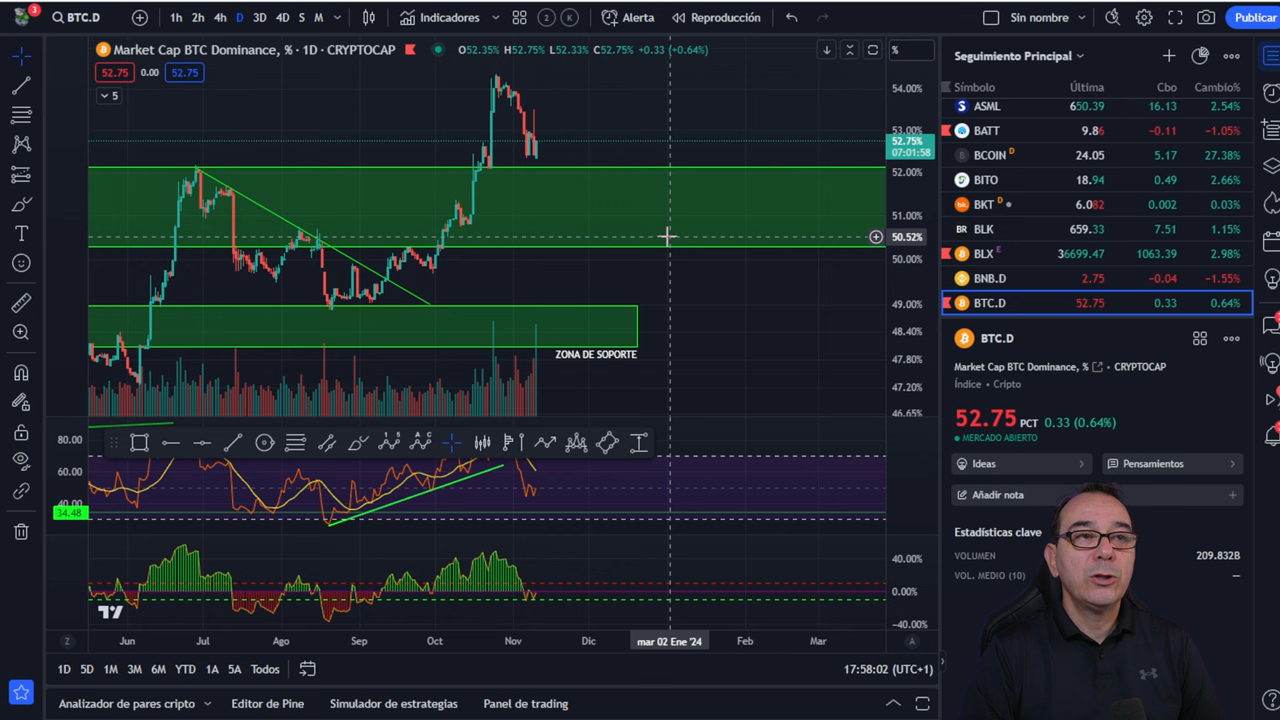 3
BTC.D
1h 2h 4h D 3D 4D S M
Indicadores
2 K
Alerta
Reproducción
Sin nombre
Publicar
Market Cap BTC Dominance, % · 1D · CRYPTOCAP
O52.35% H52.75% L52.33% C52.75% +0.33 (+0.64%)
52.75 0.00 52.75
5
%
54.00%
53.00%
52.75%
07:01:58
52.00%
51.00%
50.52%
50.00%
49.00%
48.40%
47.80%
47.20%
46.65%
ZONA DE SOPORTE
80.00
60.00
40.00
34.48
40.00%
0.00%
-40.00%
Z Jun Jul Ago Sep Oct Nov Dic mar 02 Ene '24 Feb Mar A
1D 5D 1M 3M 6M YTD 1A 5A Todos
17:58:02 (UTC+1)
Analizador de pares cripto Editor de Pine Simulador de estrategias Panel de trading
Seguimiento Principal
Símbolo Última Cbo Cambio%
ASML 650.39 16.13 2.54%
BATT 9.86 -0.11 -1.05%
BCOIN D 24.05 5.17 27.38%
BITO 18.94 0.49 2.66%
BKT D 6.082 0.002 0.03%
BR BLK 659.33 7.51 1.15%
BLX E 36699.47 1063.39 2.98%
BNB.D 2.75 -0.04 -1.55%
BTC.D 52.75 0.33 0.64%
BTC.D
Market Cap BTC Dominance, % · CRYPTOCAP
Índice · Cripto
52.75 PCT 0.33 (0.64%)
MERCADO ABIERTO
Ideas
Pensamientos
Añadir nota
Estadísticas clave
VOLUMEN 209.832B
VOL. MEDIO (10) —